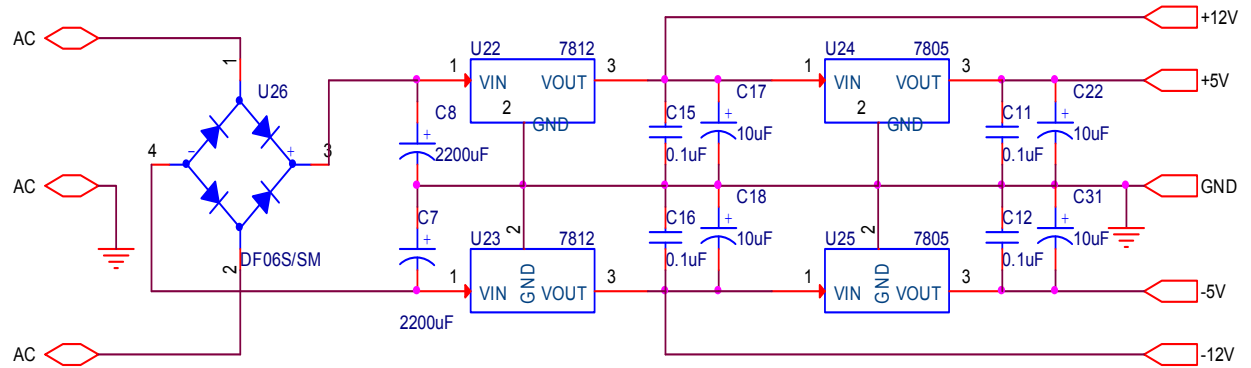 AC
1
U26
-
+
4
3
AC
DF06S/SM
2
AC
U22 7812
1 VIN VOUT 3
2
GND
C8
+
2200uF
C7
+
2200uF
U23 7812
2
GND
1 VIN VOUT 3
C15
0.1uF
C17
+
10uF
C16
0.1uF
C18
+
10uF
U24 7805
1 VIN VOUT 3
2
GND
U25 7805
2
GND
1 VIN VOUT 3
C11
0.1uF
C22
+
10uF
C12
0.1uF
C31
+
10uF
+12V
+5V
GND
-5V
-12V